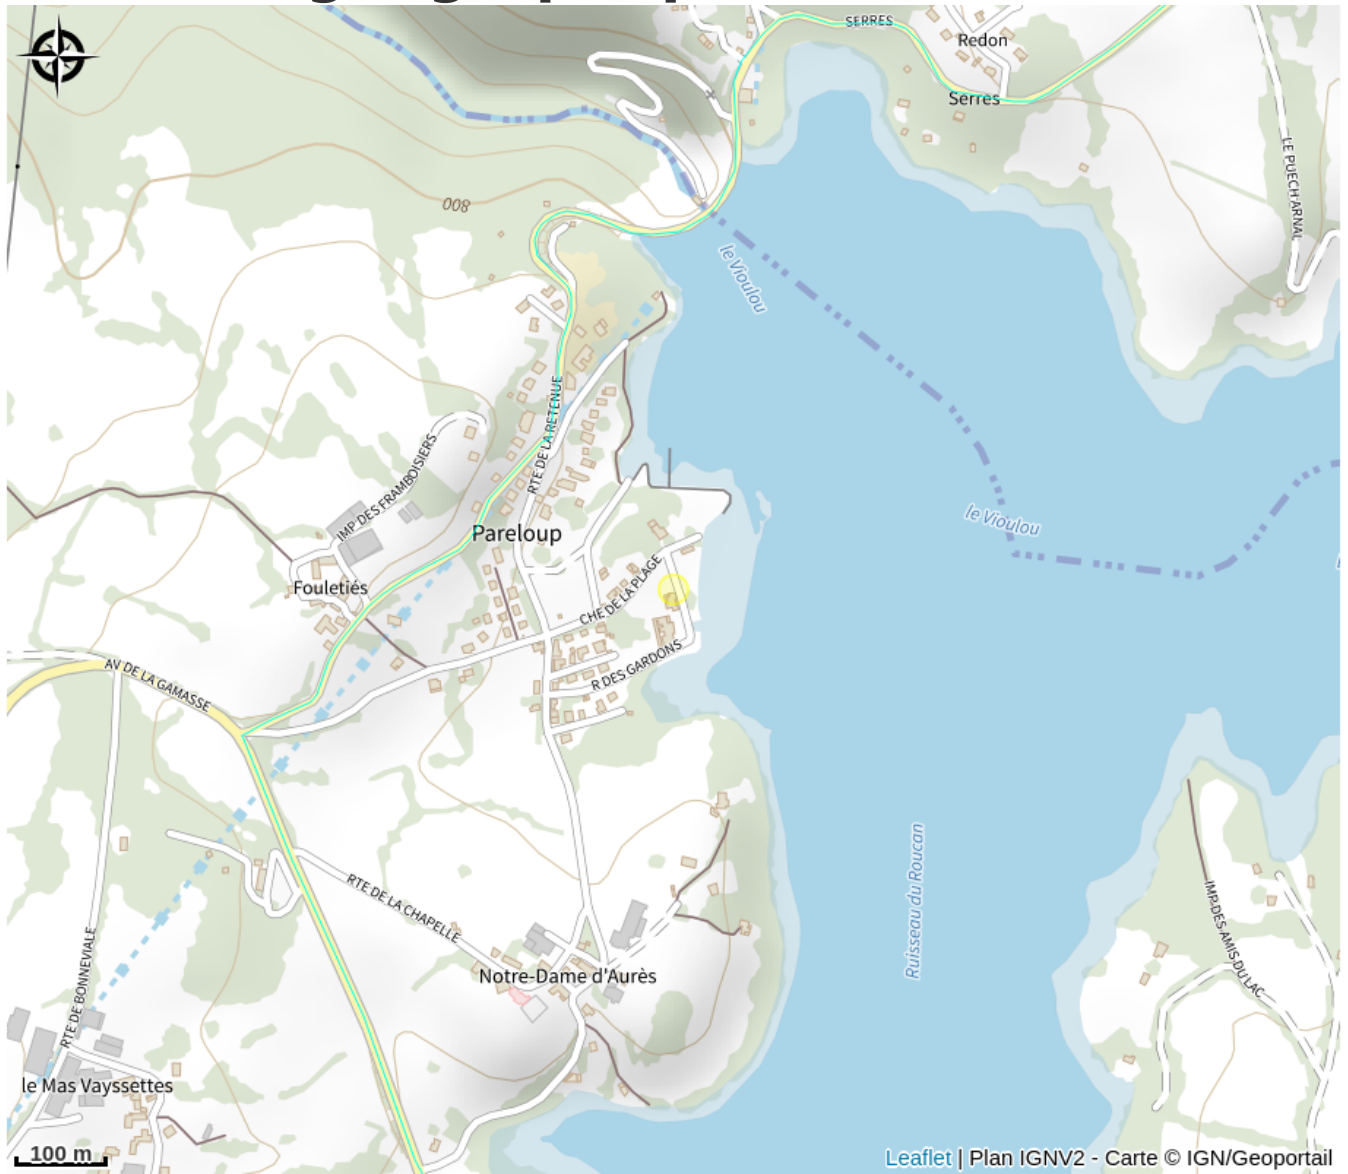 SERRES
Redon
Serres
LE PUECH ARNAL
800
le Vioulou
RTE DE LA RETENUE
IMP DES FRAMBOISIERS
le Vioulou
Pareloup
Fouletiés
CHE DE LA PLAGE
AV DE LA GAMASSE
R DES GARDONS
Ruisseau du Roucan
RTE DE LA CHAPELLE
IMP DES AMIS DU LAC
RTE DE BONNEVIALE
Notre-Dame d'Aurès
le Mas Vayssettes
100 m
Leaflet | Plan IGNV2 - Carte © IGN/Geoportail